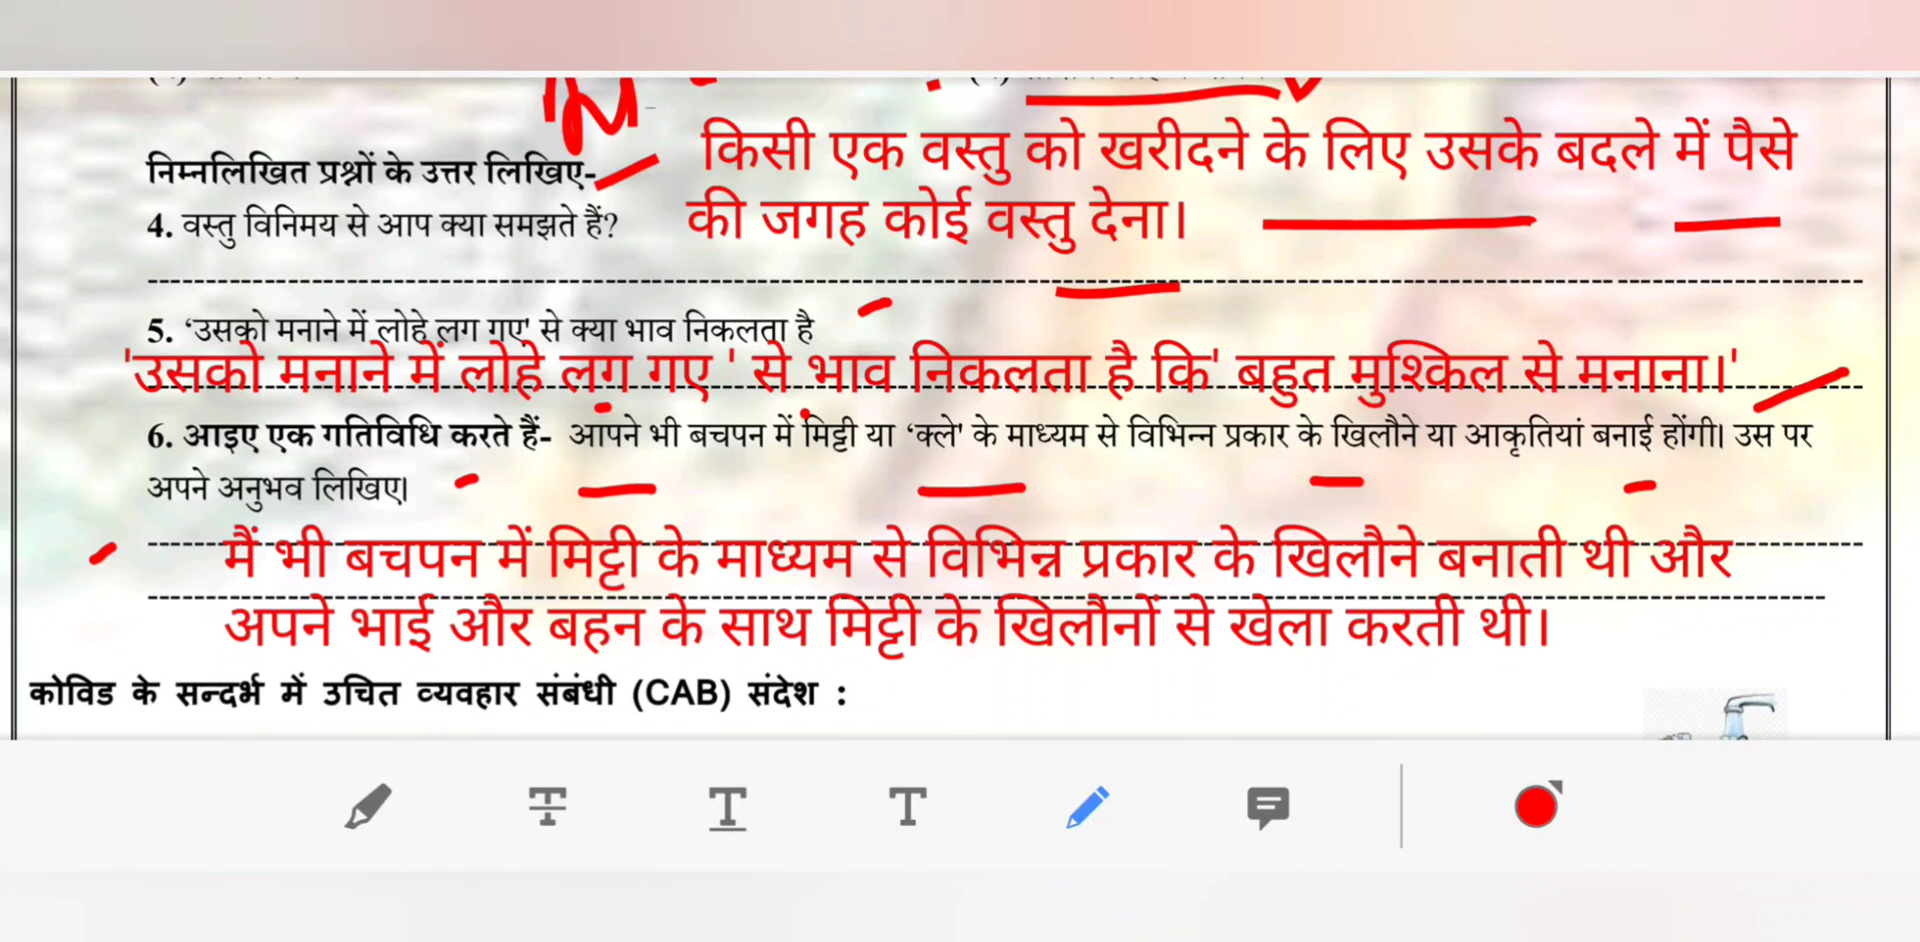 किसी एक वस्तु को खरीदने के लिए उसके बदले में पैसे
निम्नलिखित प्रश्नों के उत्तर लिखिए-
की जगह कोई वस्तु देना।
4. वस्तु विनिमय से आप क्या समझते हैं?
5. ‘उसको मनाने में लोहे लग गए' से क्या भाव निकलता है
'उसको मनाने में लोहे लग गए ' से भाव निकलता है कि' बहुत मुश्किल से मनाना।'
6. आइए एक गतिविधि करते हैं- आपने भी बचपन में मिट्टी या ‘क्ले' के माध्यम से विभिन्न प्रकार के खिलौने या आकृतियां बनाई होंगी। उस पर
अपने अनुभव लिखिए।
मैं भी बचपन में मिट्टी के माध्यम से विभिन्न प्रकार के खिलौने बनाती थी और
अपने भाई और बहन के साथ मिट्टी के खिलौनों से खेला करती थी।
कोविड के सन्दर्भ में उचित व्यवहार संबंधी (CAB) संदेश :